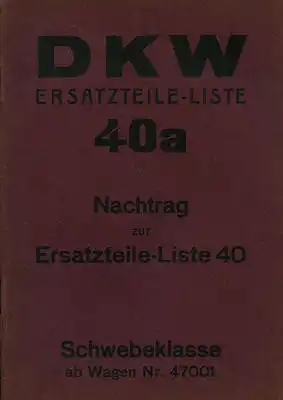 DKW
ERSATZTEILE-LISTE
40a
Nachtrag
zur
Ersatzteile-Liste 40
Schwebeklasse
ab Wagen Nr. 47001